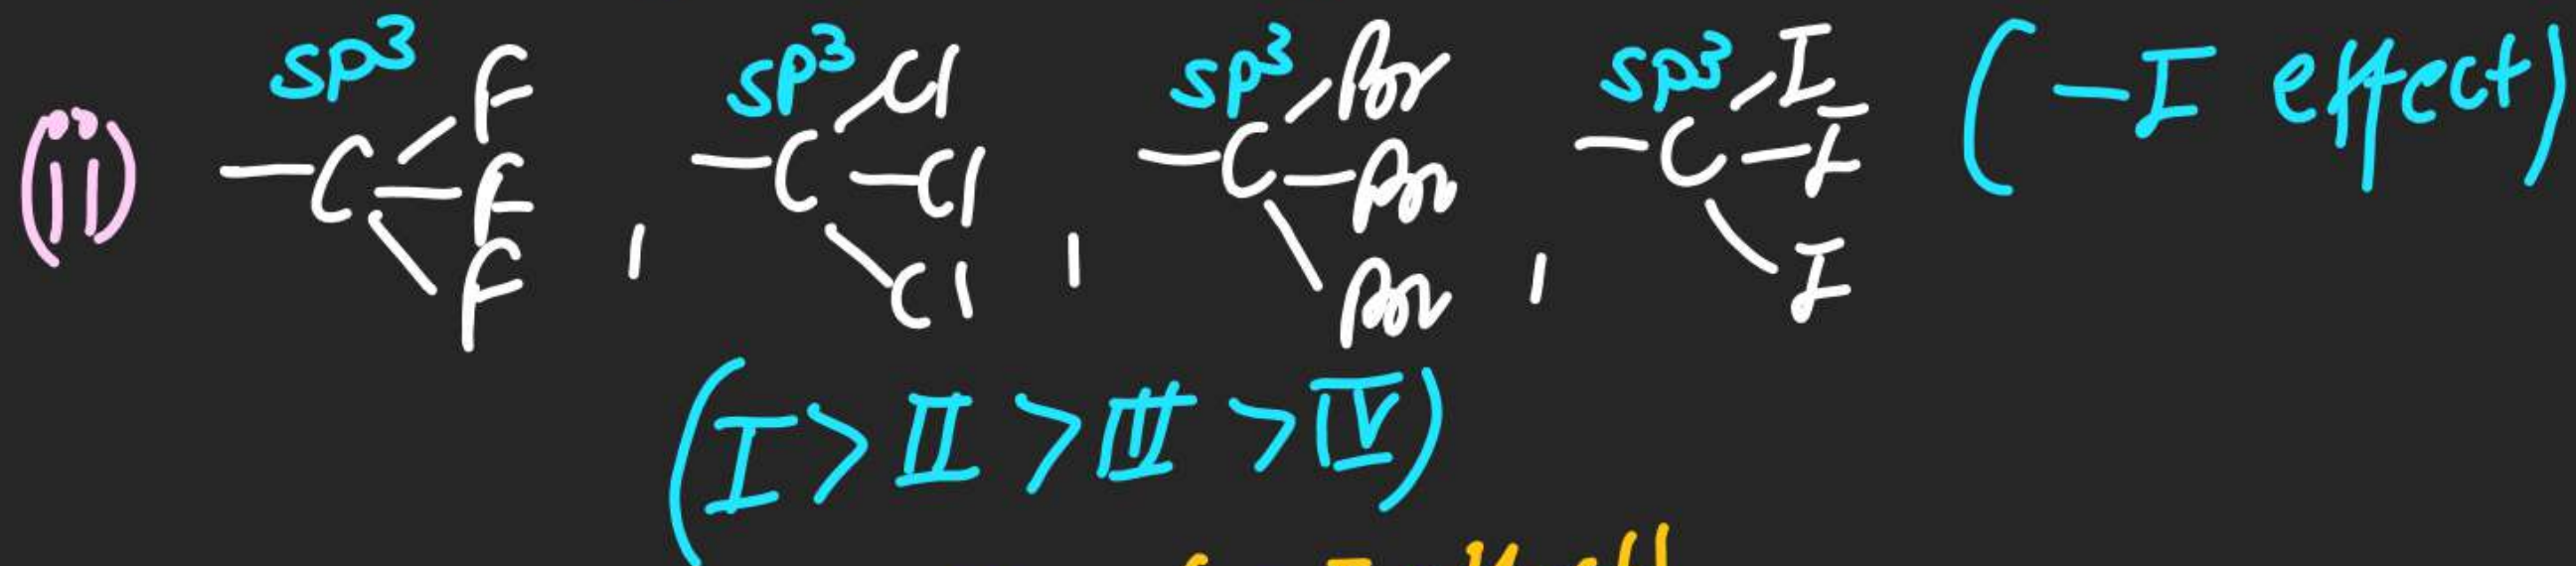 sp3 F sp3 Cl sp3 Br sp3 I (-I effect)
(ii) -C-F , -C-Cl , -C-Br , -C-I
F Cl Br I
(I > II > III > IV)